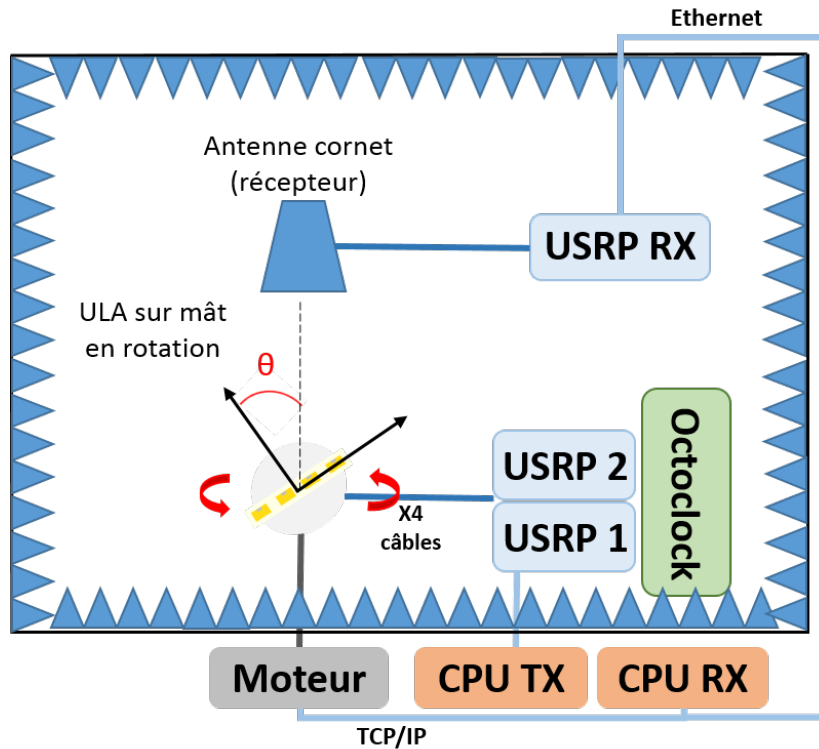 Ethernet
Antenne cornet
(récepteur)
USRP RX
ULA sur mât
en rotation
θ
USRP 2
X4
câbles
USRP 1
Octoclock
Moteur
CPU TX
CPU RX
TCP/IP